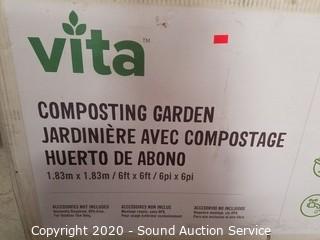 vita™
COMPOSTING GARDEN
JARDINIÈRE AVEC COMPOSTAGE
HUERTO DE ABONO
1.83m x 1.83m / 6ft x 6ft / 6pi x 6pi
ACCESSORIES NOT INCLUDED
ACCESSOIRES NON INCLUS
Copyright 2020 - Sound Auction Service